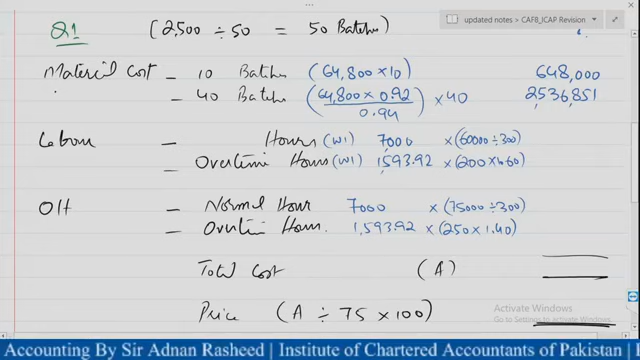 updated notes > CAF8_ICAP Revision
Q1 (2,500 ÷ 50 = 50 Batches)
Material Cost — 10 Batches (64,800×10) 648,000
— 40 Batches (64,800 × 0.92 / 0.94) × 40 2,536,851
Labour — Hours (W1) 7000 × (60000 ÷ 300)
— Overtime Hours (W1) 1,593.92 × (200 × 1.60)
OH — Normal Hour 7000 × (75000 ÷ 300)
— Overtime Hours. 1,593.92 × (250 × 1.40)
Total Cost (A)
Price (A ÷ 75 × 100)
Activate Windows
Go to Settings to activate Windows.
Accounting By Sir Adnan Rasheed | Institute of Chartered Accountants of Pakistan